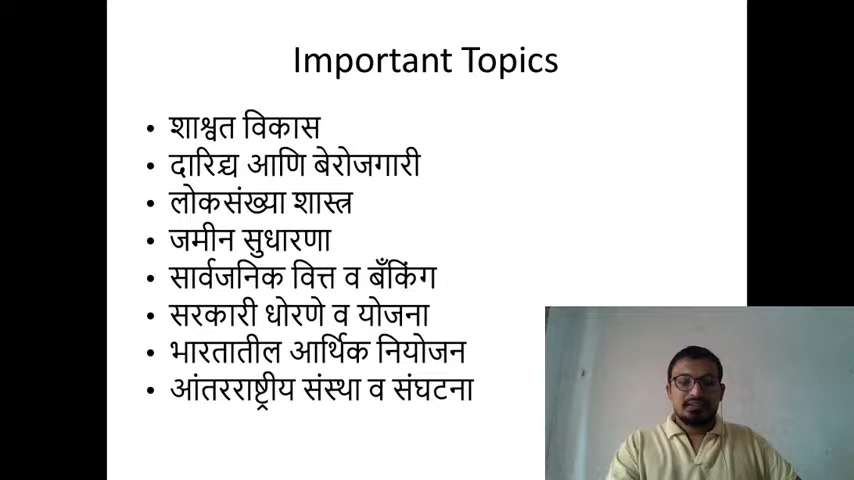 Important Topics
• शाश्वत विकास
• दारिद्र्य आणि बेरोजगारी
• लोकसंख्या शास्त्र
• जमीन सुधारणा
• सार्वजनिक वित्त व बँकिंग
• सरकारी धोरणे व योजना
• भारतातील आर्थिक नियोजन
• आंतरराष्ट्रीय संस्था व संघटना